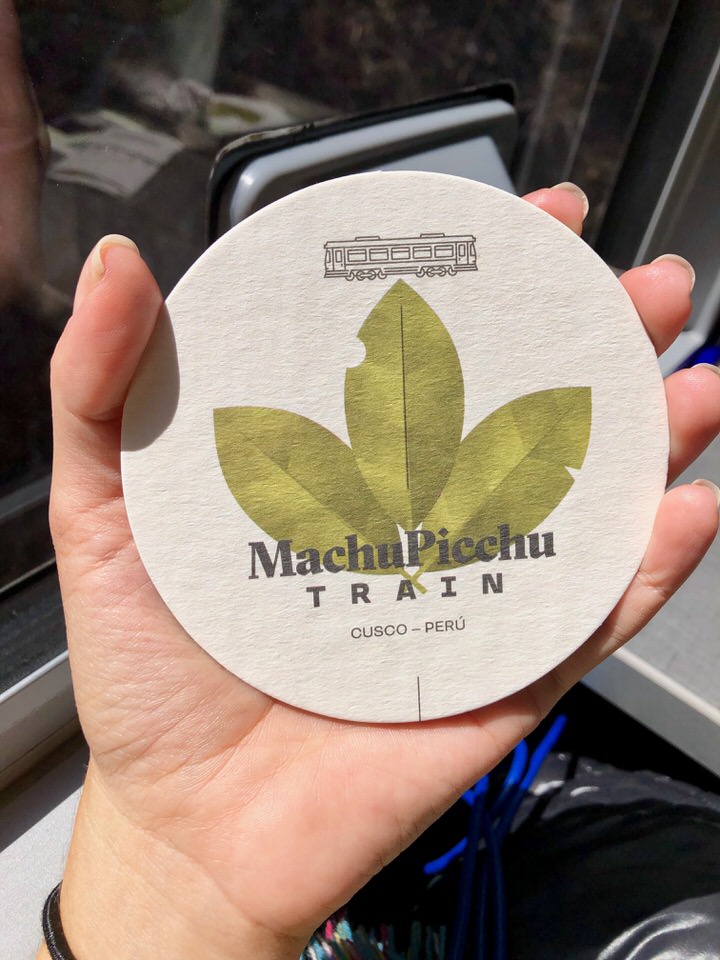 MachuPicchu
TRAIN
CUSCO – PERÚ